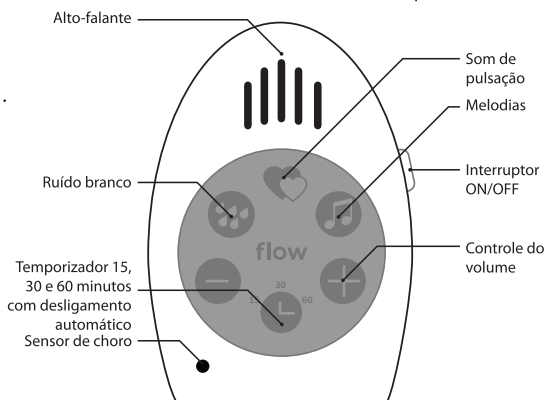 Alto-falante
Som de
pulsação
Melodias
Interruptor
ON/OFF
Ruído branco
flow
Controle do
volume
Temporizador 15,
30 e 60 minutos
com desligamento
automático
30
15
60
Sensor de choro